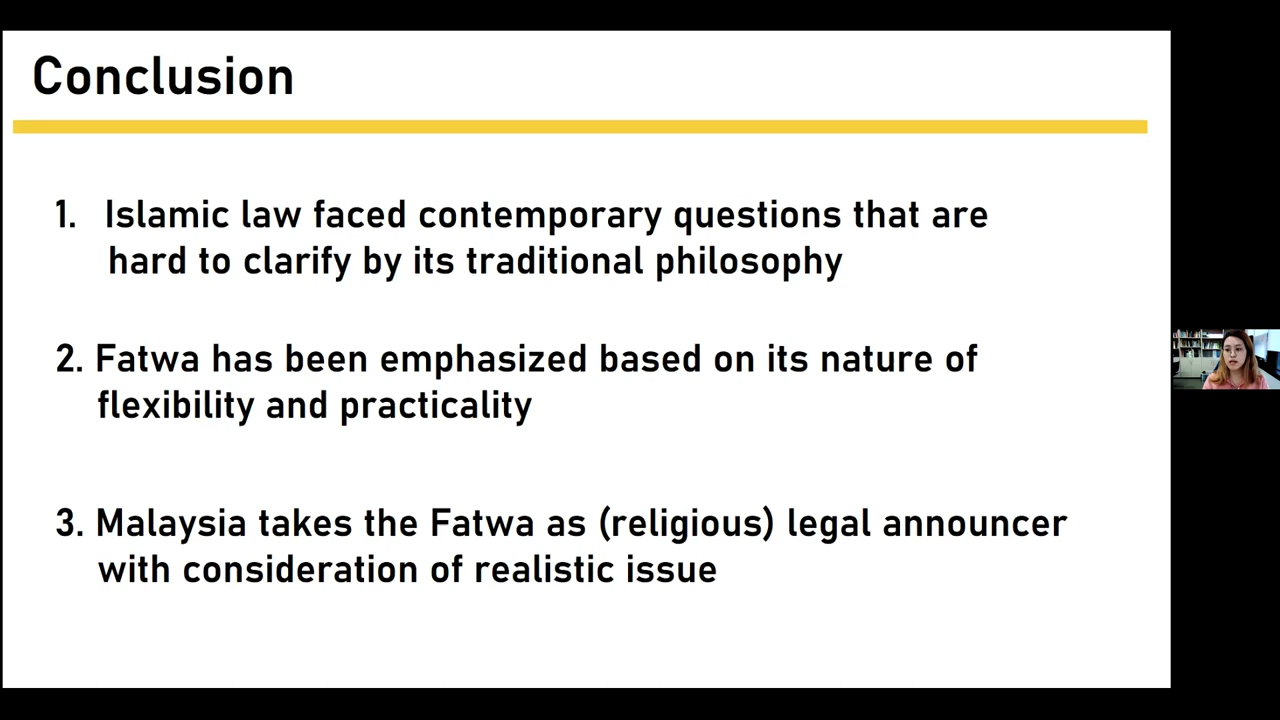 Conclusion
1. Islamic law faced contemporary questions that are
hard to clarify by its traditional philosophy
2. Fatwa has been emphasized based on its nature of
flexibility and practicality
3. Malaysia takes the Fatwa as (religious) legal announcer
with consideration of realistic issue